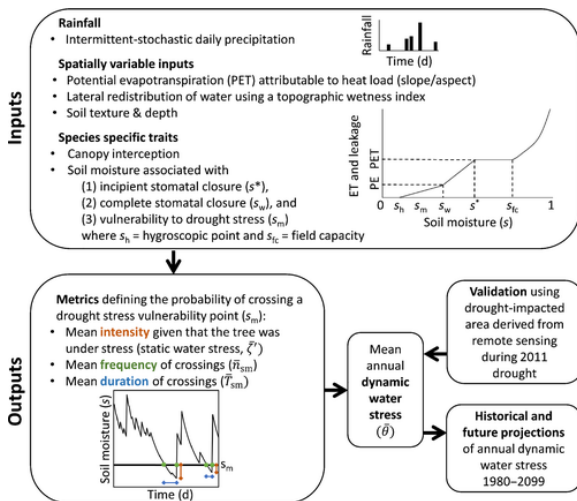 Inputs
Rainfall
• Intermittent-stochastic daily precipitation
Rainfall
Time (d)
Spatially variable inputs
• Potential evapotranspiration (PET) attributable to heat load (slope/aspect)
• Lateral redistribution of water using a topographic wetness index
• Soil texture & depth
Species specific traits
• Canopy interception
• Soil moisture associated with
(1) incipient stomatal closure (s*),
(2) complete stomatal closure (sw), and
(3) vulnerability to drought stress (sm)
where sh = hygroscopic point and sfc = field capacity
ET and leakage
PE PET
0 sh sm sw s* sfc 1
Soil moisture (s)
1
Outputs
Metrics defining the probability of crossing a
drought stress vulnerability point (sm):
• Mean intensity given that the tree was
under stress (static water stress, ζ̄′)
• Mean frequency of crossings (n̄sm)
• Mean duration of crossings (T̄sm)
Soil moisture (s)
sm
Time (d)
Mean
annual
dynamic
water
stress
(θ̄)
Validation using
drought-impacted
area derived from
remote sensing
during 2011
drought
Historical and
future projections
of annual dynamic
water stress
1980–2099